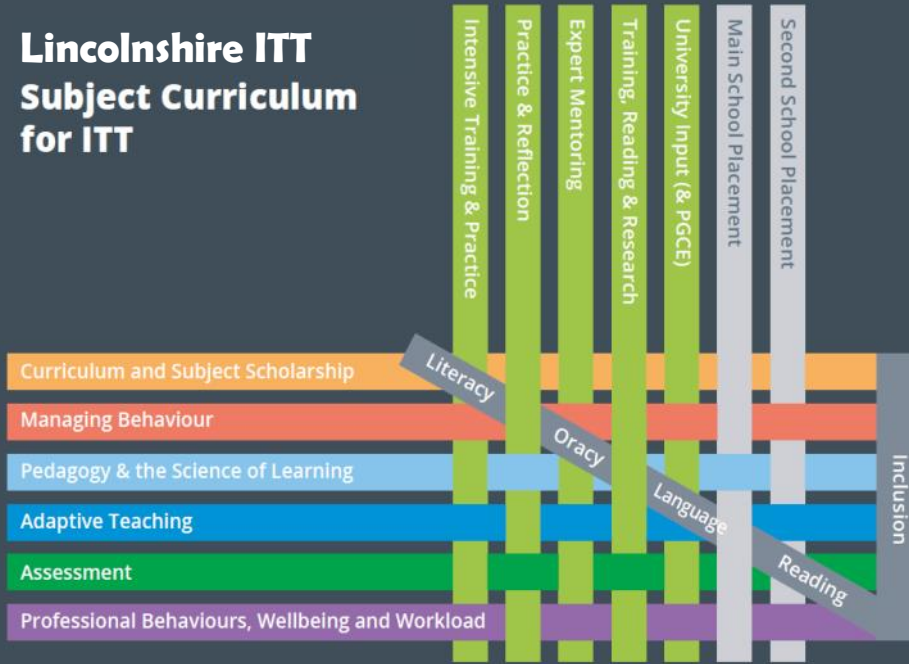 Lincolnshire ITT
Subject Curriculum
for ITT
Intensive Training & Practice
Practice & Reflection
Expert Mentoring
Training, Reading & Research
University Input (& PGCE)
Main School Placement
Second School Placement
Curriculum and Subject Scholarship
Managing Behaviour
Pedagogy & the Science of Learning
Adaptive Teaching
Assessment
Professional Behaviours, Wellbeing and Workload
Literacy
Oracy
Language
Reading
Inclusion